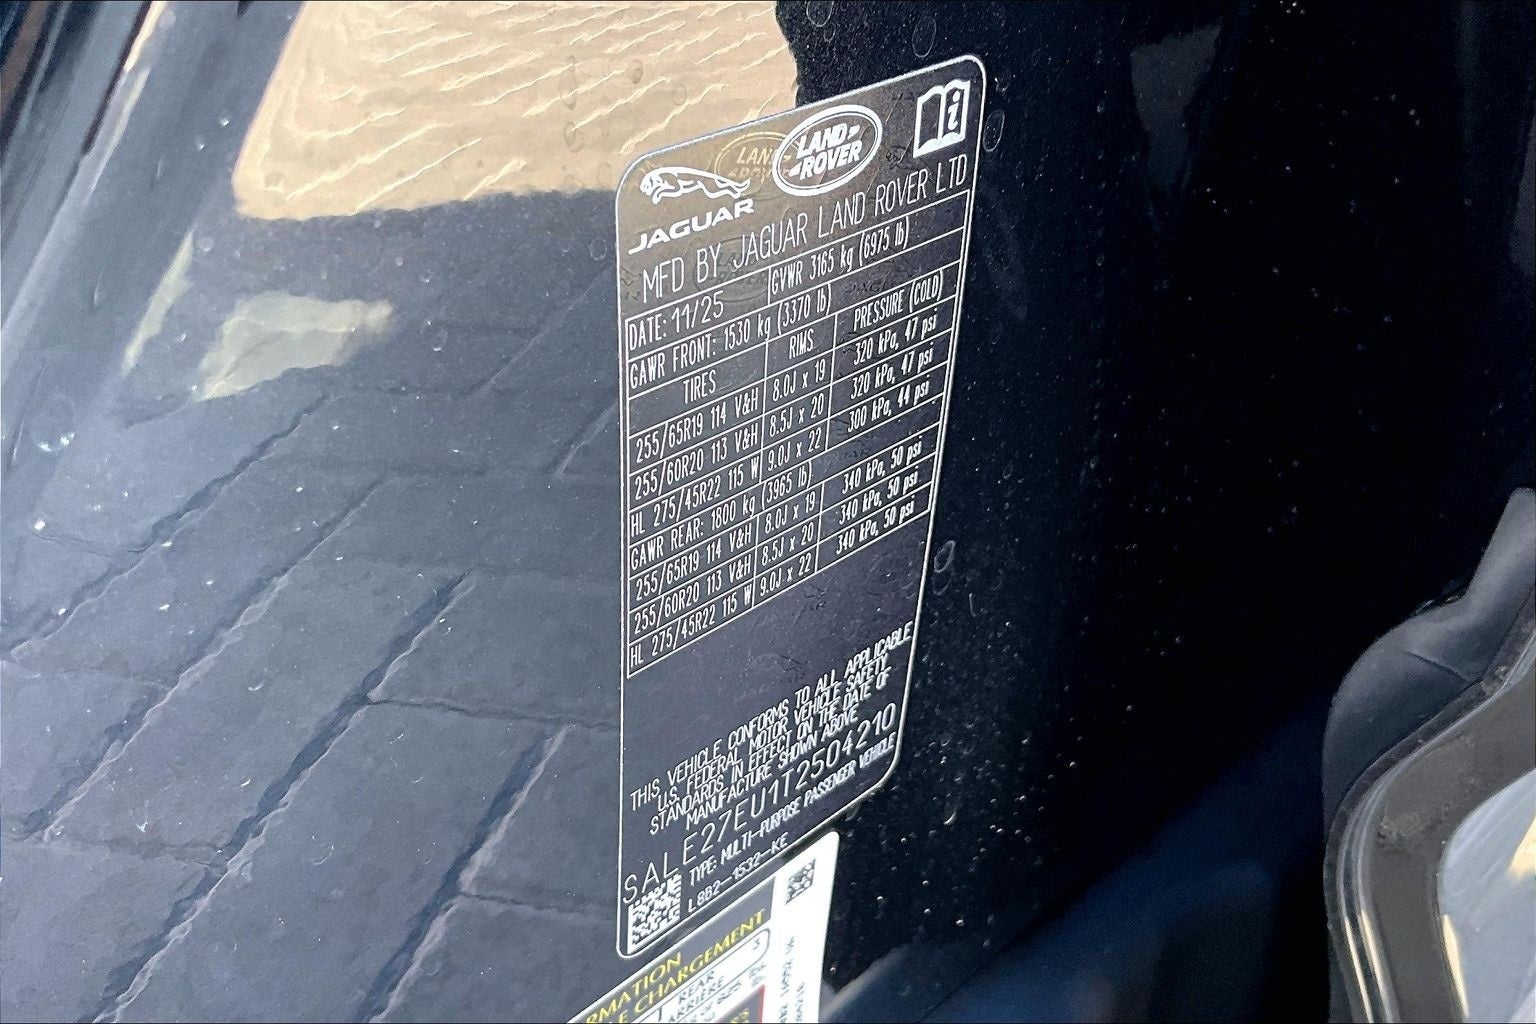 JAGUAR
LAND ROVER
i
MFD BY JAGUAR LAND ROVER LTD
DATE: 11/25 GVWR 3165 kg (6975 lb)
GAWR FRONT: 1530 kg (3370 lb)
TIRES RIMS PRESSURE (COLD)
255/65R19 114 V&H 8.0J x 19 320 kPa, 47 psi
255/60R20 113 V&H 8.5J x 20 320 kPa, 47 psi
HL 275/45R22 115 W 9.0J x 22 300 kPa, 44 psi
GAWR REAR: 1800 kg (3965 lb)
255/65R19 114 V&H 8.0J x 19 340 kPa, 50 psi
255/60R20 113 V&H 8.5J x 20 340 kPa, 50 psi
HL 275/45R22 115 W 9.0J x 22 340 kPa, 50 psi
THIS VEHICLE CONFORMS TO ALL APPLICABLE
U.S. FEDERAL MOTOR VEHICLE SAFETY
STANDARDS IN EFFECT ON THE DATE OF
MANUFACTURE SHOWN ABOVE
SALE27EU1T2504210
TYPE: MULTI-PURPOSE PASSENGER VEHICLE
L8B2-1532-KE
RMATION
E CHARGEMENT
REAR 3
ARRIÈRE